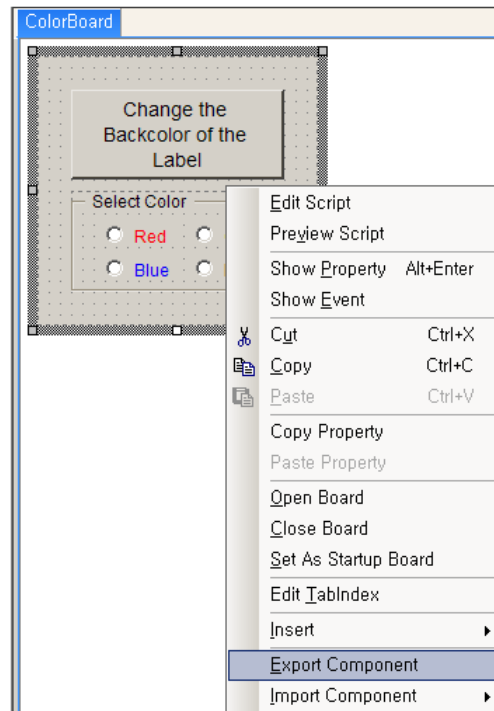 ColorBoard
Change the
Backcolor of the
Label
Select Color
Red
Blue
Edit Script
Preview Script
Show Property Alt+Enter
Show Event
Cut Ctrl+X
Copy Ctrl+C
Paste Ctrl+V
Copy Property
Paste Property
Open Board
Close Board
Set As Startup Board
Edit TabIndex
Insert
Export Component
Import Component